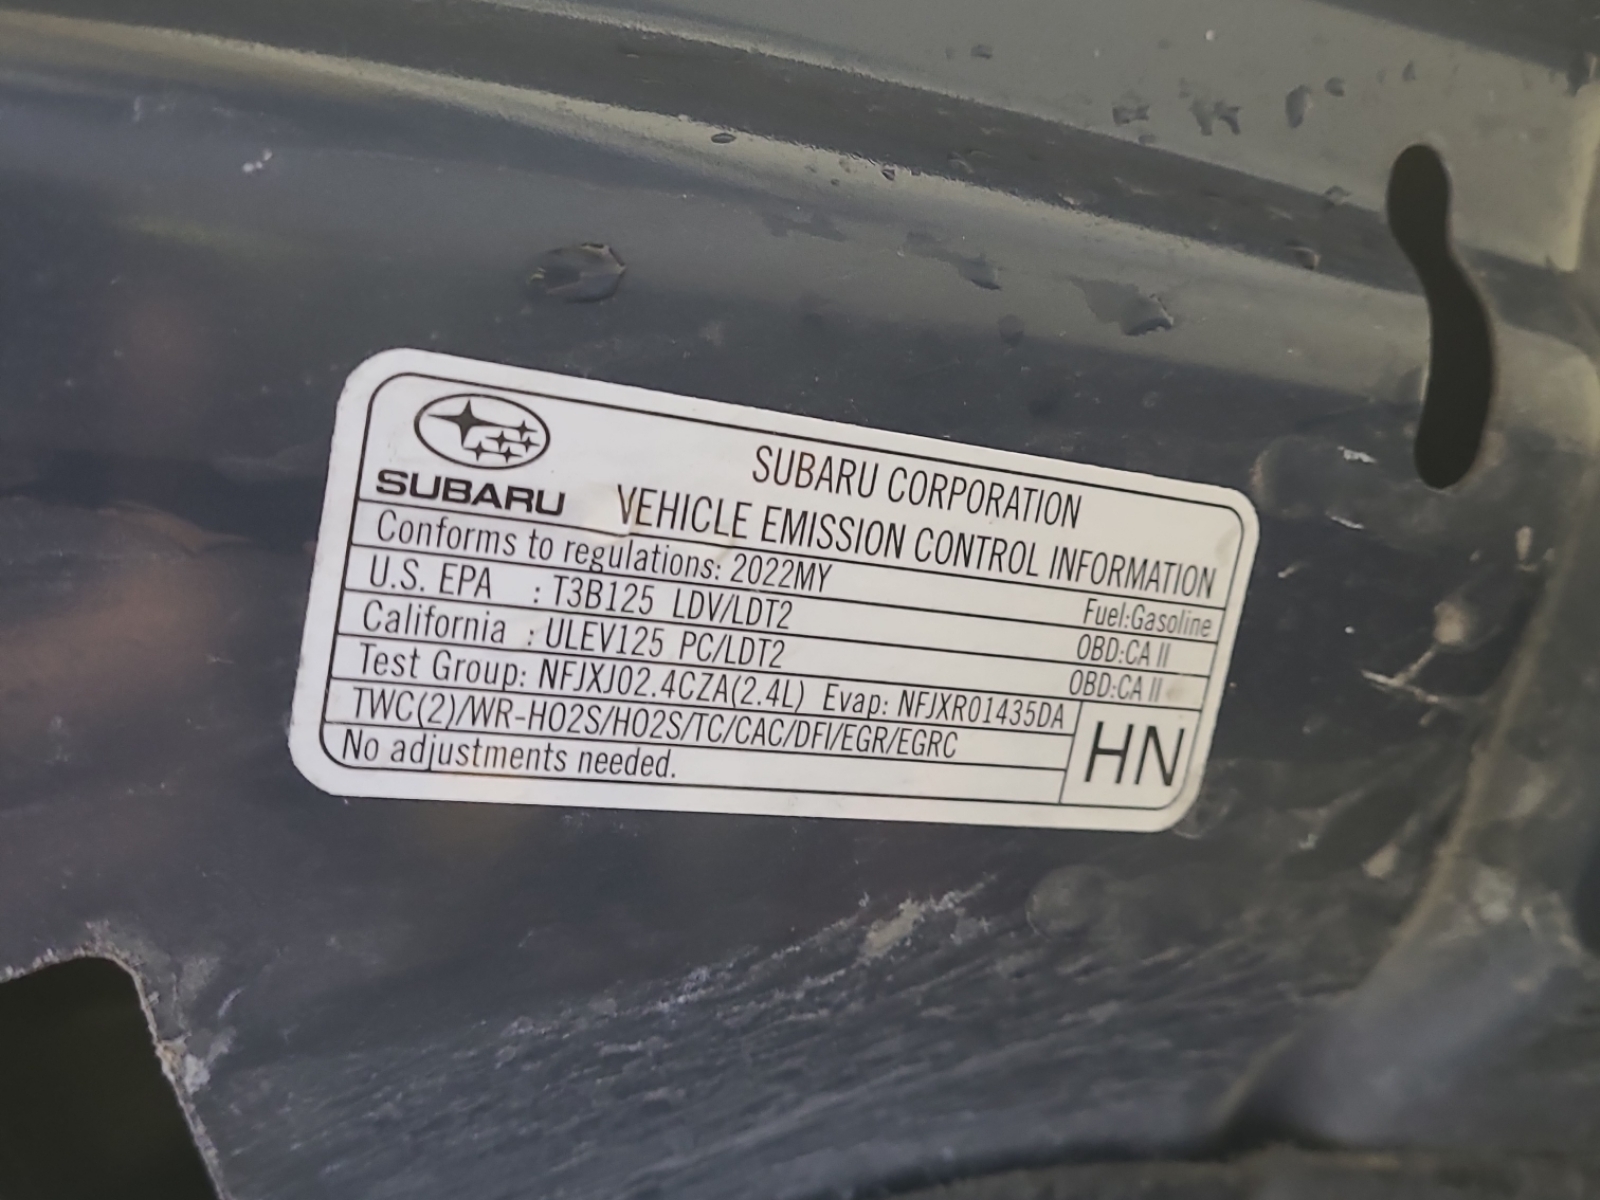 SUBARU
SUBARU CORPORATION
VEHICLE EMISSION CONTROL INFORMATION
Conforms to regulations: 2022MY Fuel:Gasoline
U.S. EPA : T3B125 LDV/LDT2 OBD:CA II
California : ULEV125 PC/LDT2 OBD:CA II
Test Group: NFJXJ02.4CZA(2.4L) Evap: NFJXR01435DA
TWC(2)/WR-HO2S/HO2S/TC/CAC/DFI/EGR/EGRC
No adjustments needed.
HN